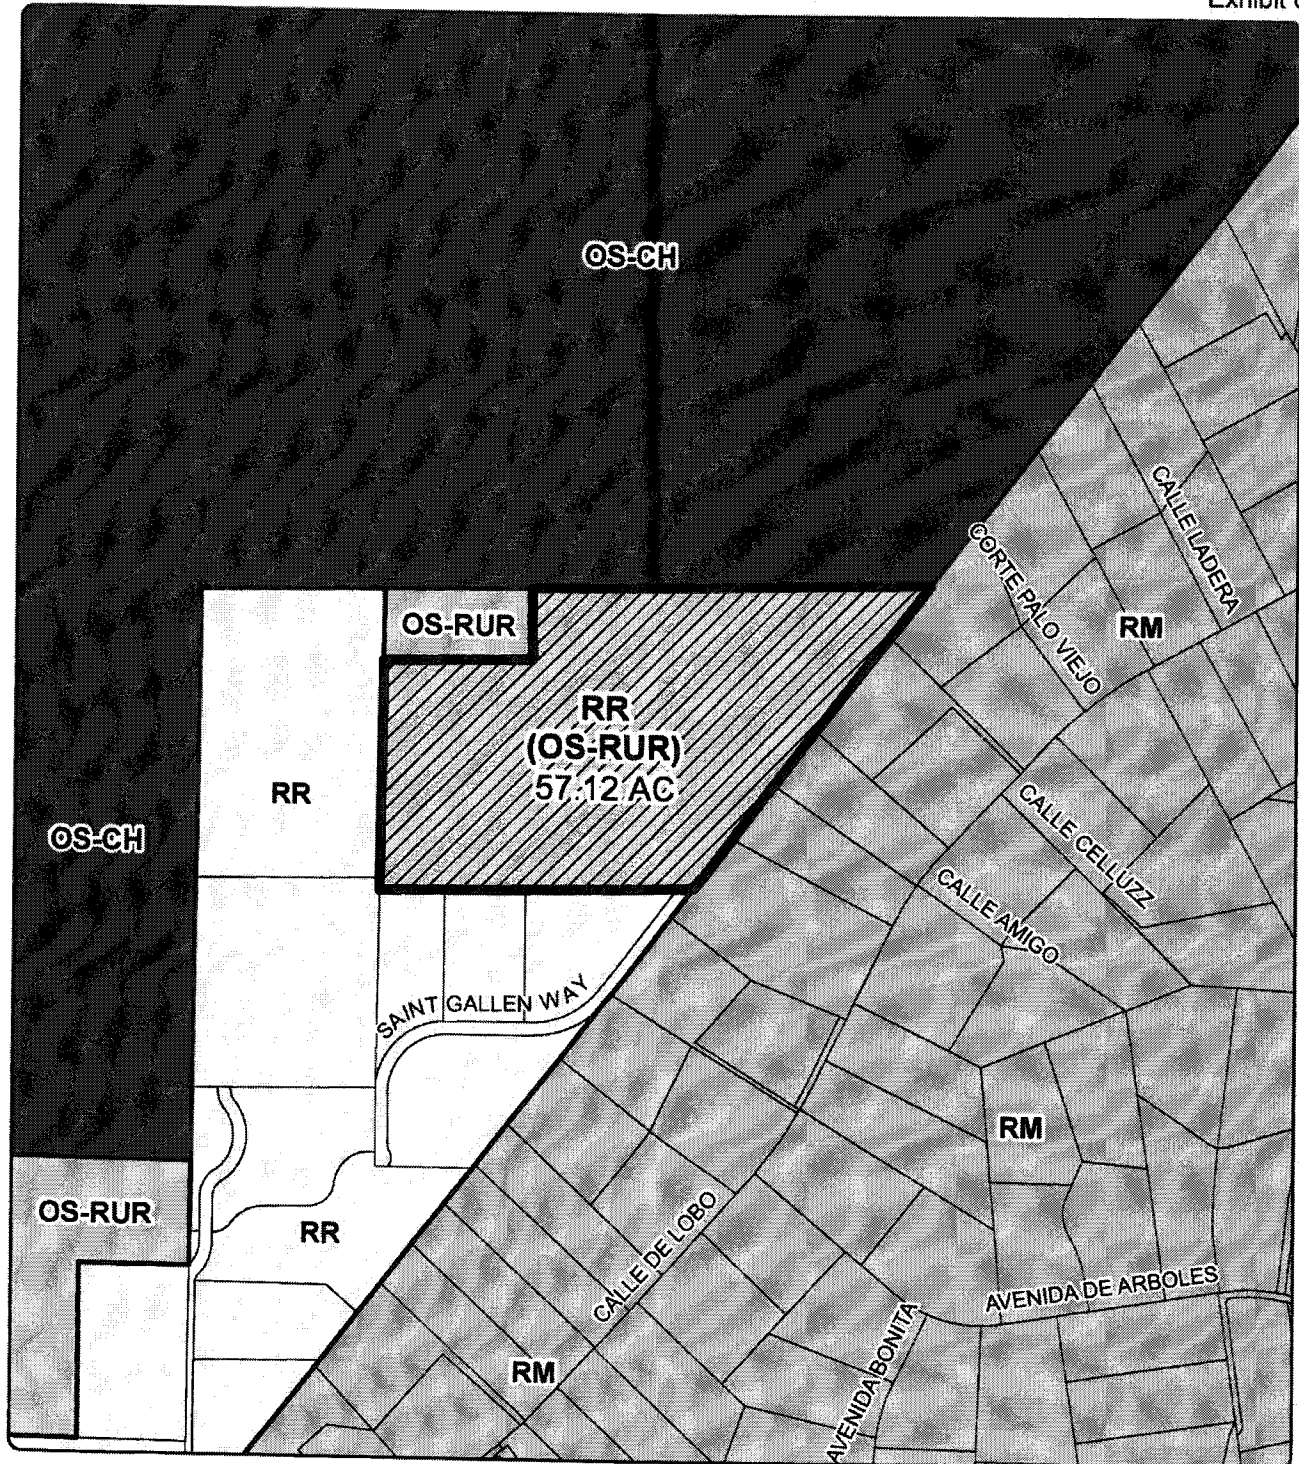 Exhibit
OS-CH
CALLE LADERA
CORTE PALO VIEJO
RM
OS-RUR
RR
(OS-RUR)
57.12 AC
RR
OS-CH
CALLE CELLUZZ
CALLE AMIGO
SAINT GALLEN WAY
RM
OS-RUR
RR
CALLE DE LOBO
AVENIDA DE ARBOLES
AVENIDA BONITA
RM